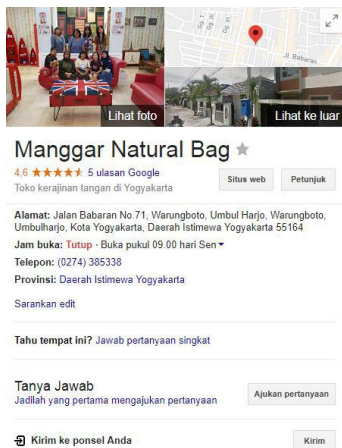 Gg. T
Gg. W
Jl. Babaran
Lihat foto
Lihat ke luar
Manggar Natural Bag
4,6 5 ulasan Google
Toko kerajinan tangan di Yogyakarta
Situs web
Petunjuk
Alamat: Jalan Babaran No.71, Warungboto, Umbul Harjo, Warungboto,
Umbulharjo, Kota Yogyakarta, Daerah Istimewa Yogyakarta 55164
Jam buka: Tutup · Buka pukul 09.00 hari Sen
Telepon: (0274) 385338
Provinsi: Daerah Istimewa Yogyakarta
Sarankan edit
Tahu tempat ini? Jawab pertanyaan singkat
Tanya Jawab
Jadilah yang pertama mengajukan pertanyaan
Ajukan pertanyaan
Kirim ke ponsel Anda
Kirim